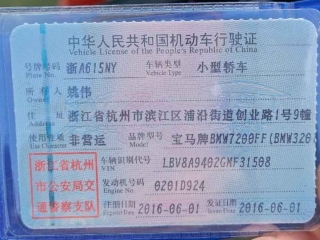 中华人民共和国机动车行驶证
Vehicle License of the People's Republic of China
号牌号码 浙A615NY 车辆类型 小型轿车
Plate No. Vehicle Type
所有人 姚伟
Owner
住址 浙江省杭州市滨江区浦沿街道创业路1号9幢
Address
使用性质 非营运 品牌型号 宝马牌BMW7200FF(BMW320
Use Character Model
浙江省杭州
市公安局交
通警察支队
车辆识别代号 LBV8A9402GMF31508
VIN
发动机号码 0201D924
Engine No.
注册日期 2016-06-01 发证日期 2016-06-01
Register Date Issue Date